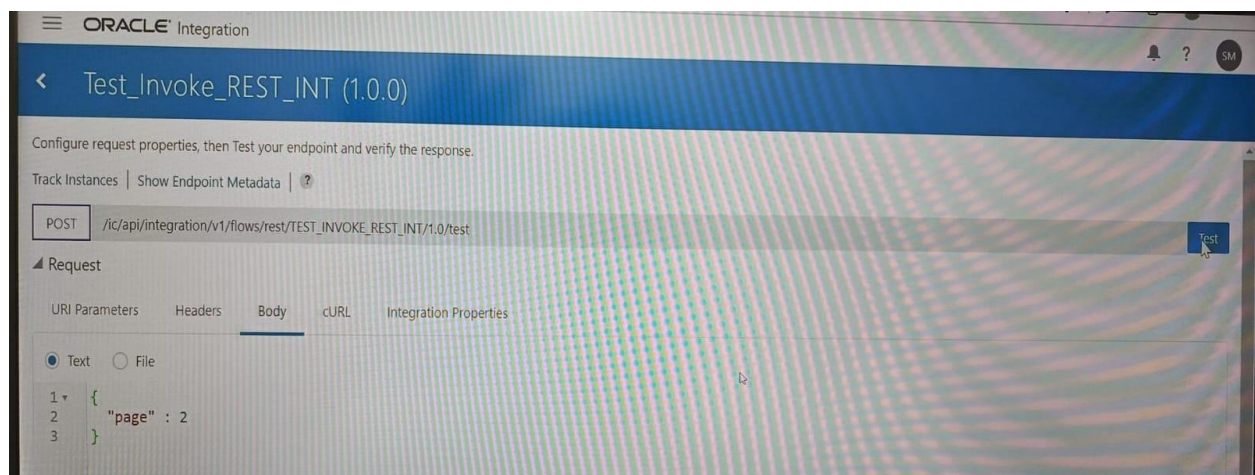 ORACLE Integration
? SM
Test_Invoke_REST_INT (1.0.0)
Configure request properties, then Test your endpoint and verify the response.
Track Instances | Show Endpoint Metadata | ?
POST /ic/api/integration/v1/flows/rest/TEST_INVOKE_REST_INT/1.0/test Test
Request
URI Parameters Headers Body cURL Integration Properties
Text File
1 {
2 "page" : 2
3 }